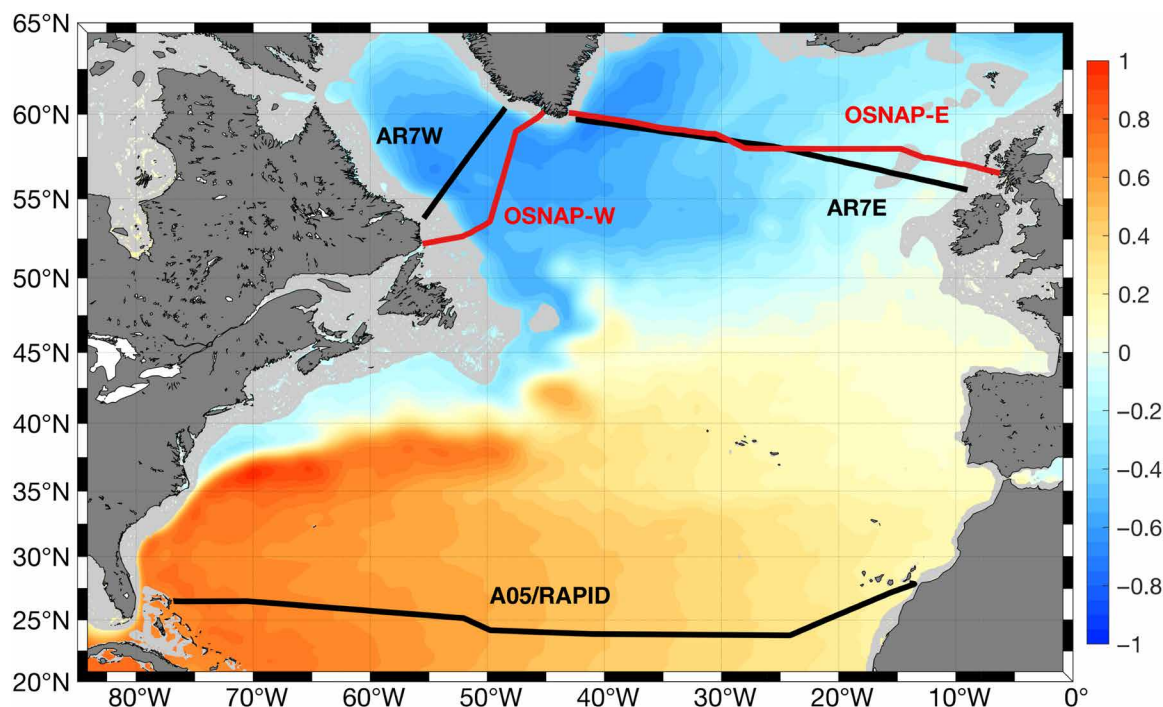 65°N
60°N
55°N
50°N
45°N
40°N
35°N
30°N
25°N
20°N
80°W
70°W
60°W
50°W
40°W
30°W
20°W
10°W
0°
AR7W
OSNAP-W
OSNAP-E
AR7E
A05/RAPID
1
0.8
0.6
0.4
0.2
0
−0.2
−0.4
−0.6
−0.8
−1